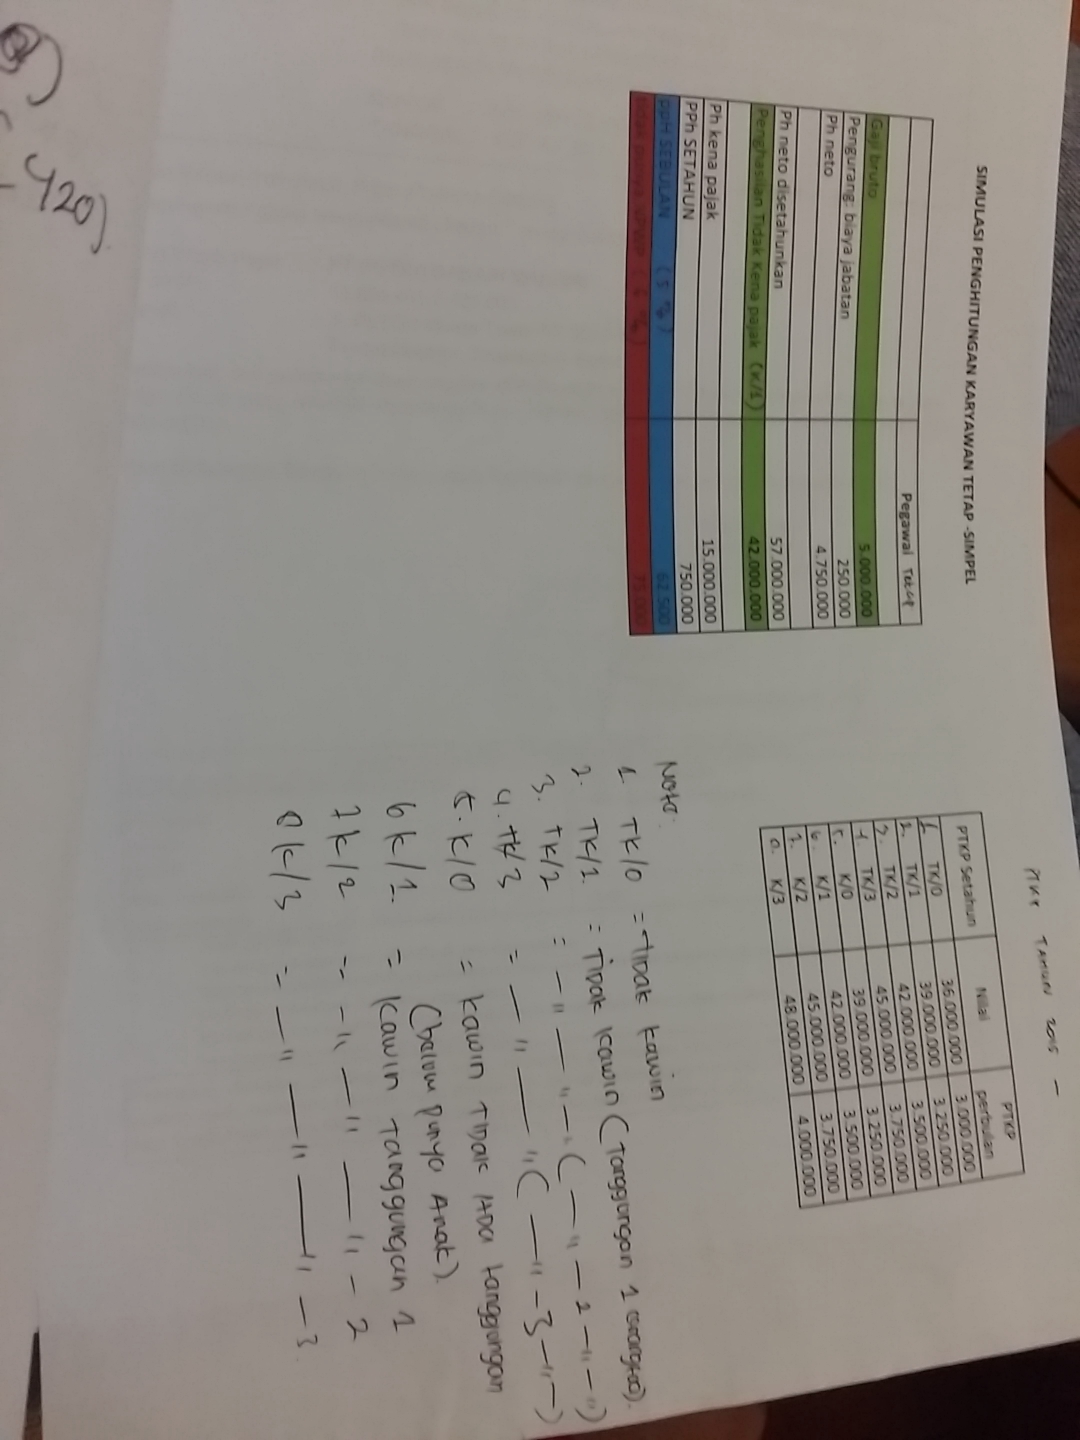 SIMULASI PENGHITUNGAN KARYAWAN TETAP -SIMPEL
Pegawai Tetap
Gaji bruto 5.000.000
Pengurang: biaya jabatan 250.000
Ph neto 4.750.000
Ph neto disetahunkan 57.000.000
Penghasilan Tidak Kena pajak (K/1) 42.000.000
Ph kena pajak 15.000.000
PPh SETAHUN 750.000
PPH SEBULAN (5 %) 62.500
75.000
TAHUN 2015 -
PTKP Setahun Nilai PTKP perbulan
1. TK/0 36.000.000 3.000.000
2. TK/1 39.000.000 3.250.000
3. TK/2 42.000.000 3.500.000
4. TK/3 45.000.000 3.750.000
5. K/0 39.000.000 3.250.000
6. K/1 42.000.000 3.500.000
7. K/2 45.000.000 3.750.000
8. K/3 48.000.000 4.000.000
Note:
1. TK/0 = Tidak kawin
2. TK/1 = Tidak kawin (Tanggungan 1
3. TK/2 = - " - " - (-" - 2 - " -)
4. TK/3 = - " - " (-" - 3 - " -)
5. K/0 = kawin Tidak ADA tanggungan
(belum punya Anak).
6 K/1 = Kawin Tanggungan 1
7 K/2 = - " - " - " - 2
8 K/3 = - " - " - " - 3.
420)